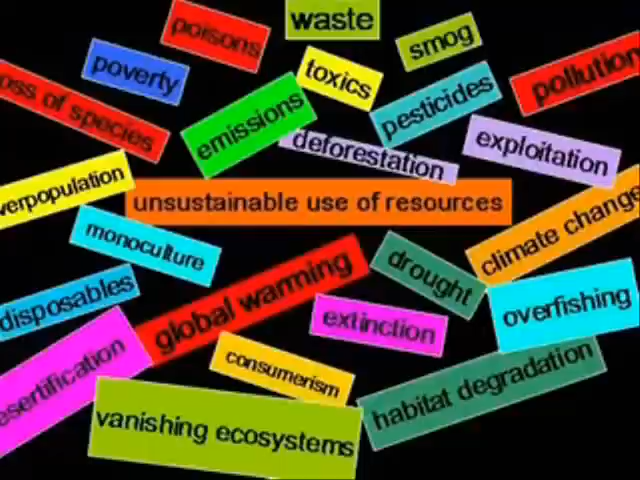 waste
poisons
smog
poverty
toxics
pollution
oss of species
emissions
pesticides
deforestation
exploitation
verpopulation
unsustainable use of resources
climate change
monoculture
drought
disposables
global warming
overfishing
extinction
esertification
consumerism
habitat degradation
vanishing ecosystems